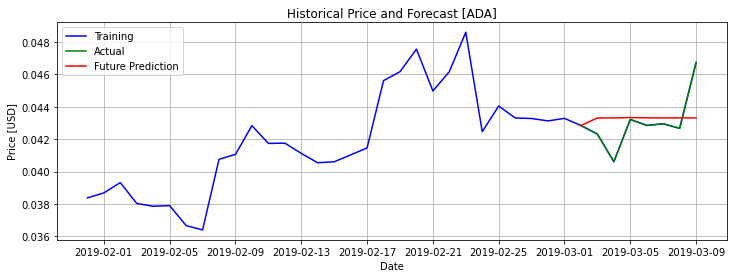 Historical Price and Forecast [ADA]
Training
Actual
Future Prediction
Price [USD]
0.048
0.046
0.044
0.042
0.040
0.038
0.036
2019-02-01 2019-02-05 2019-02-09 2019-02-13 2019-02-17 2019-02-21 2019-02-25 2019-03-01 2019-03-05 2019-03-09
Date